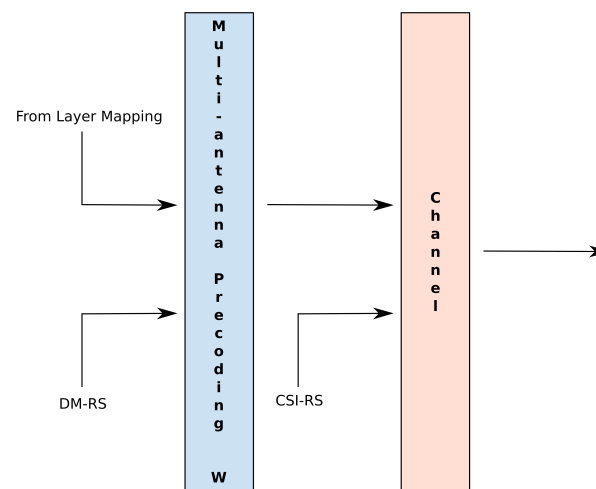 From Layer Mapping
DM-RS
Multi-antenna Precoding W
CSI-RS
Channel